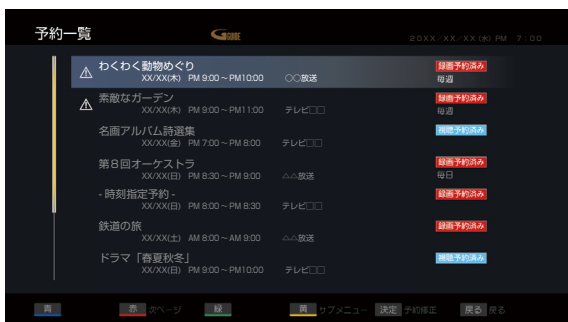 予約一覧 G GUIDE 20XX/XX/XX(水) PM 7:00
わくわく動物めぐり 録画予約済み
XX/XX(木) PM 9:00～PM10:00 ○○放送 毎週
素敵なガーデン 録画予約済み
XX/XX(木) PM 9:00～PM11:00 テレビ□□ 毎週
名画アルバム詩選集 視聴予約済み
XX/XX(金) PM 7:00～PM 8:00 テレビ□□
第8回オーケストラ 録画予約済み
XX/XX(日) PM 8:30～PM 9:00 △△放送 毎日
- 時刻指定予約 - 録画予約済み
XX/XX(日) PM 8:00～PM 8:30 テレビ□□
鉄道の旅 録画予約済み
XX/XX(土) AM 8:00～AM 9:00 △△放送
ドラマ「春夏秋冬」 視聴予約済み
XX/XX(日) PM 9:00～PM10:00 テレビ□□
青 赤 次ページ 緑 黄 サブメニュー 決定 予約修正 戻る 戻る